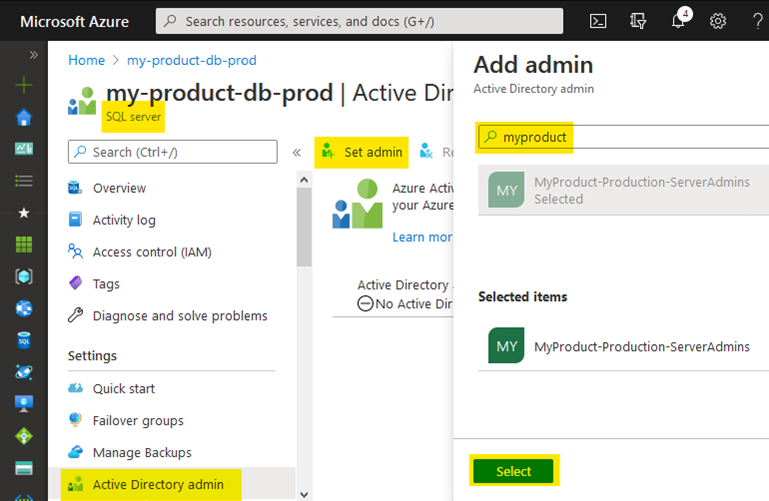 Microsoft Azure
Search resources, services, and docs (G+/)
4
Home > my-product-db-prod
my-product-db-prod | Active Dir
SQL server
Search (Ctrl+/)
«
Overview
Activity log
Access control (IAM)
Tags
Diagnose and solve problems
Settings
Quick start
Failover groups
Manage Backups
Active Directory admin
Set admin
Re
Azure Activ
your Azure
Learn mor
Active Directory
No Active Dir
Add admin
Active Directory admin
myproduct
MY
MyProduct-Production-ServerAdmins
Selected
Selected items
MY
MyProduct-Production-ServerAdmins
Select